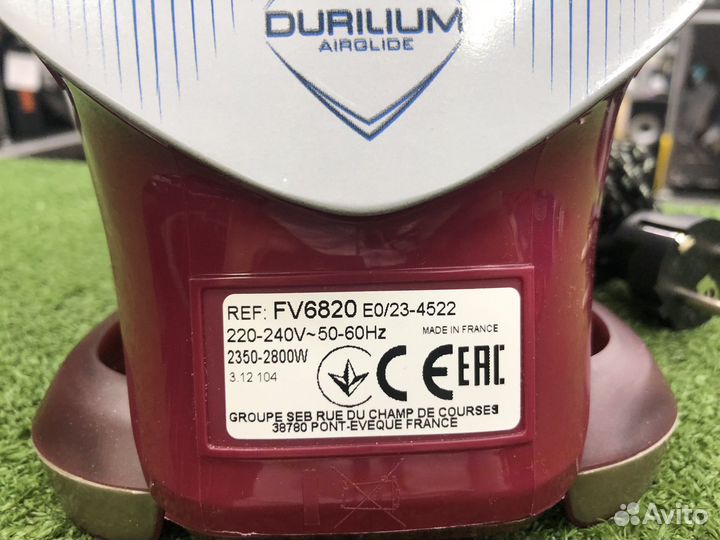 DURILIUM
AIRGLIDE
REF: FV6820 E0/23-4522
220-240V~50-60Hz MADE IN FRANCE
2350-2800W
3.12 104
CE EAC
GROUPE SEB RUE DU CHAMP DE COURSES
38780 PONT-EVEQUE FRANCE
Avito